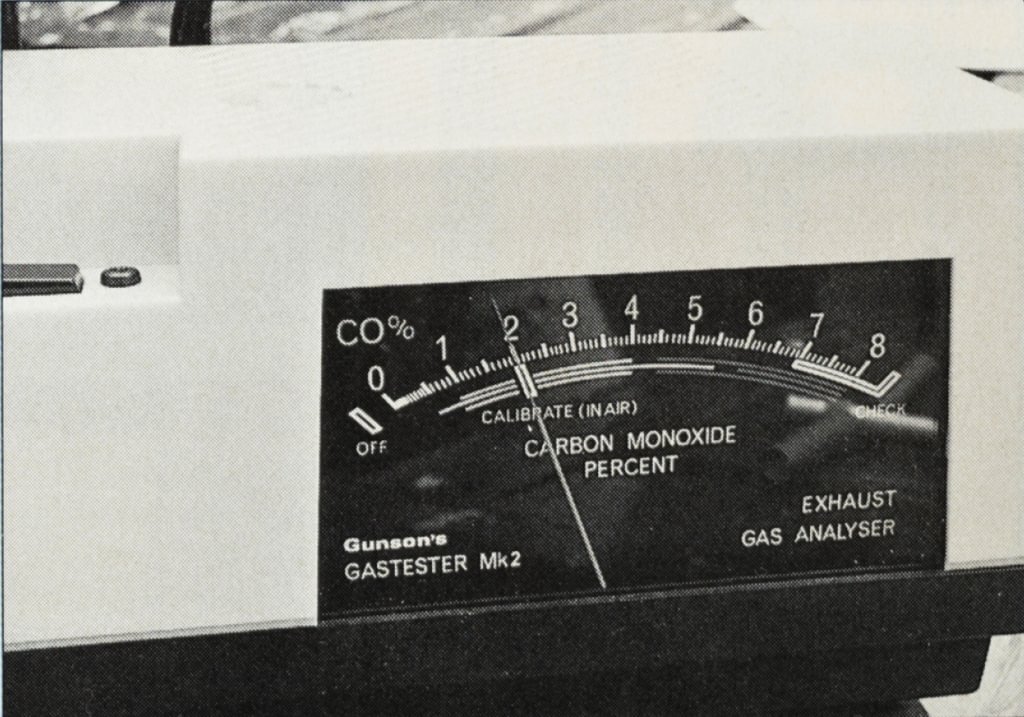 CO%
0 1 2 3 4 5 6 7 8
OFF
CALIBRATE (IN AIR)
CHECK
CARBON MONOXIDE
PERCENT
EXHAUST
GAS ANALYSER
Gunson's
GASTESTER Mk2